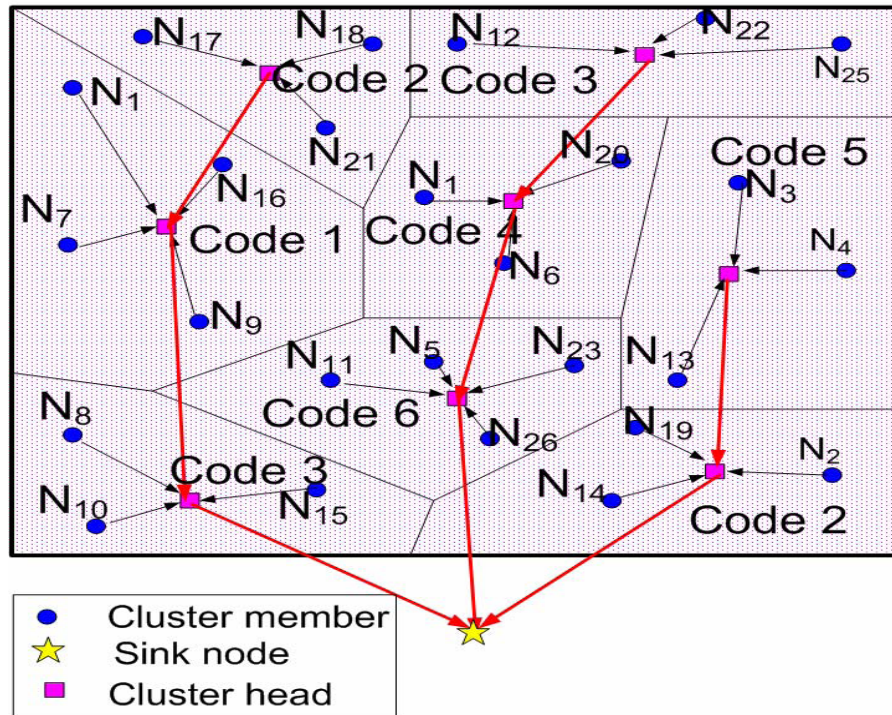 N17
N18
N12
N22
Code 2
Code 3
N25
N1
N21
N20
Code 5
N16
N1
N3
N7
Code 1
Code 4
N4
N6
N9
N11
N5
N23
N13
N8
Code 6
N19
N26
N2
Code 3
N10
N15
N14
Code 2
Cluster member
Sink node
Cluster head